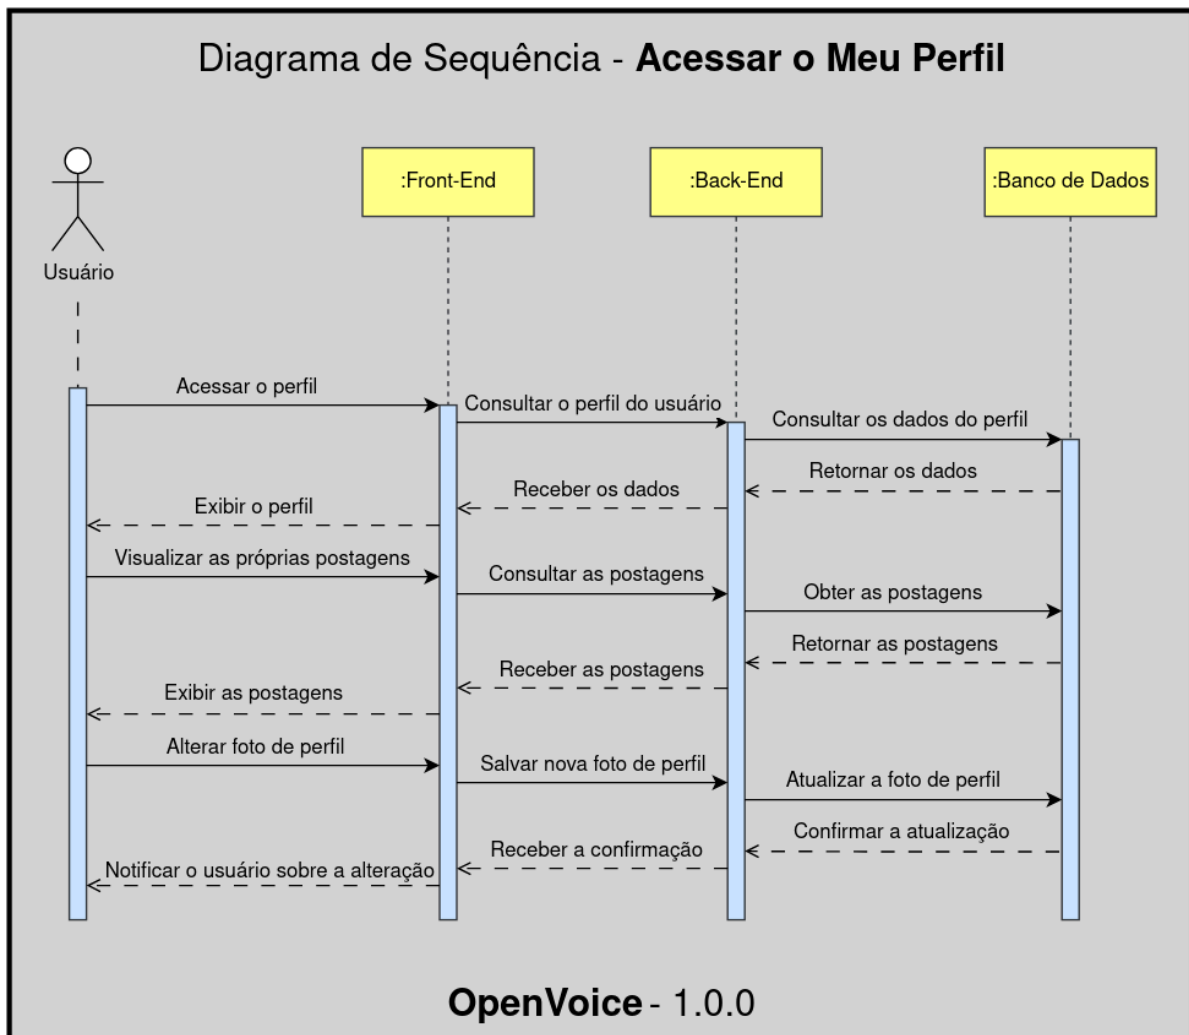 Diagrama de Sequência - Acessar o Meu Perfil
:Front-End
:Back-End
:Banco de Dados
Usuário
Acessar o perfil
Consultar o perfil do usuário
Consultar os dados do perfil
Retornar os dados
Receber os dados
Exibir o perfil
Visualizar as próprias postagens
Consultar as postagens
Obter as postagens
Retornar as postagens
Receber as postagens
Exibir as postagens
Alterar foto de perfil
Salvar nova foto de perfil
Atualizar a foto de perfil
Confirmar a atualização
Receber a confirmação
Notificar o usuário sobre a alteração
OpenVoice - 1.0.0